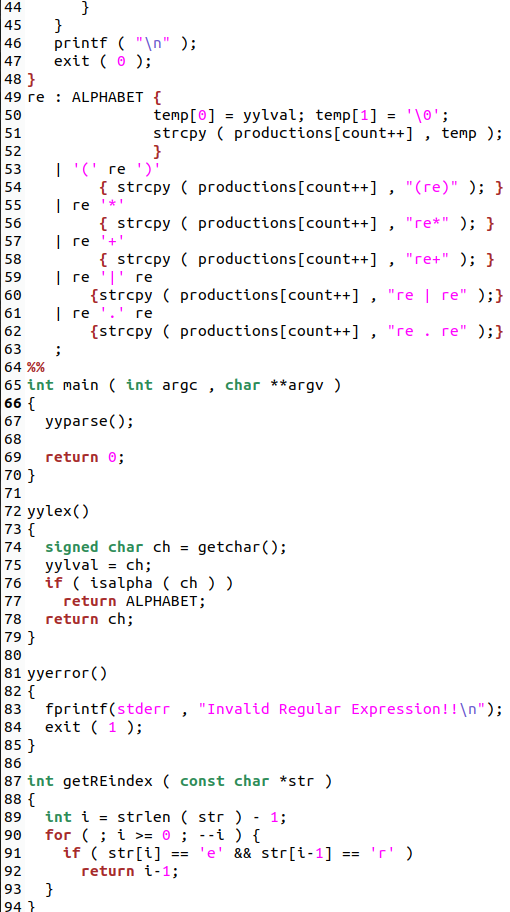 44       }
45    }
46    printf ( "\n" );
47    exit ( 0 );
48 }
49 re : ALPHABET {
50               temp[0] = yylval; temp[1] = '\0';
51               strcpy ( productions[count++] , temp );
52               }
53    | '(' re ')'
54         { strcpy ( productions[count++] , "(re)" ); }
55    | re '*'
56         { strcpy ( productions[count++] , "re*" ); }
57    | re '+'
58         { strcpy ( productions[count++] , "re+" ); }
59    | re '|' re
60        {strcpy ( productions[count++] , "re | re" );}
61    | re '.' re
62        {strcpy ( productions[count++] , "re . re" );}
63    ;
64 %%
65 int main ( int argc , char **argv )
66 {
67   yyparse();
68
69   return 0;
70 }
71
72 yylex()
73 {
74   signed char ch = getchar();
75   yylval = ch;
76   if ( isalpha ( ch ) )
77     return ALPHABET;
78   return ch;
79 }
80
81 yyerror()
82 {
83   fprintf(stderr , "Invalid Regular Expression!!\n");
84   exit ( 1 );
85 }
86
87 int getREindex ( const char *str )
88 {
89   int i = strlen ( str ) - 1;
90   for ( ; i >= 0 ; --i ) {
91     if ( str[i] == 'e' && str[i-1] == 'r' )
92       return i-1;
93   }
94 }